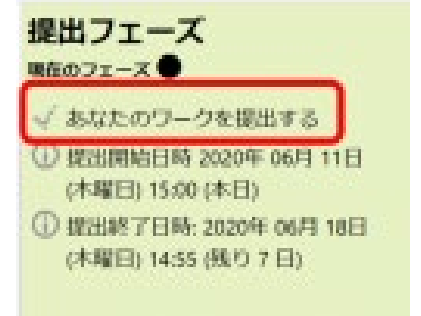 提出フェーズ
現在のフェーズ
あなたのワークを提出する
提出開始日時 2020年 06月 11日
(木曜日) 15:00 (本日)
提出終了日時: 2020年 06月 18日
(木曜日) 14:55 (残り 7 日)